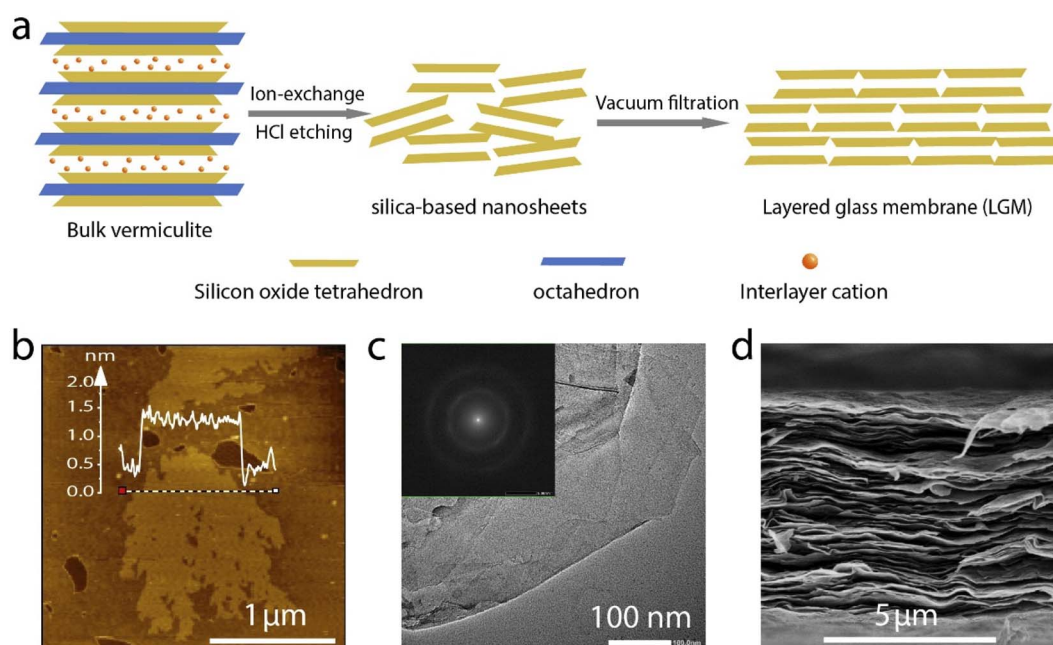 a
Ion-exchange
HCl etching
Vacuum filtration
Bulk vermiculite
silica-based nanosheets
Layered glass membrane (LGM)
Silicon oxide tetrahedron
octahedron
Interlayer cation
b
nm
2.0
1.5
1.0
0.5
0.0
1 μm
c
100 nm
100.0nm
d
5 μm